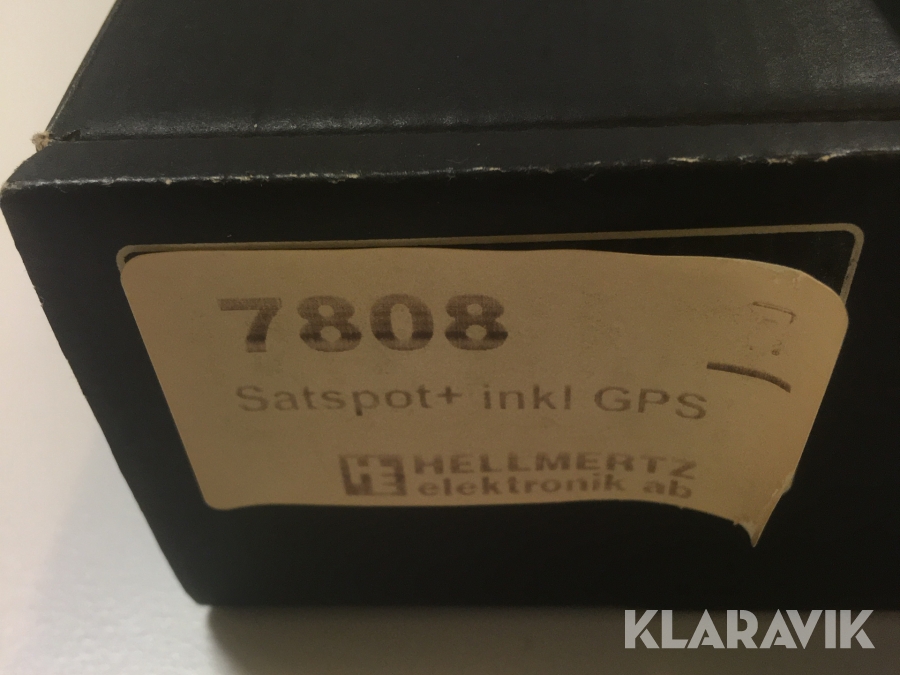 7808
Satspot+ inkl GPS
HE HELLMERTZ
elektronik ab
KLARAVIK